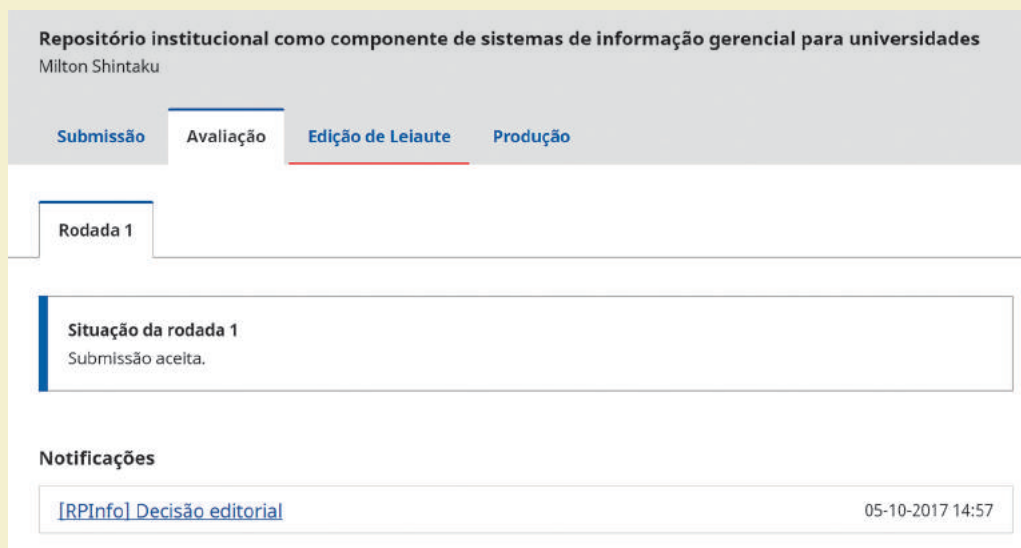 Repositório institucional como componente de sistemas de informação gerencial para universidades
Milton Shintaku
Submissão Avaliação Edição de Leiaute Produção
Rodada 1
Situação da rodada 1
Submissão aceita.
Notificações
[RPInfo] Decisão editorial 05-10-2017 14:57